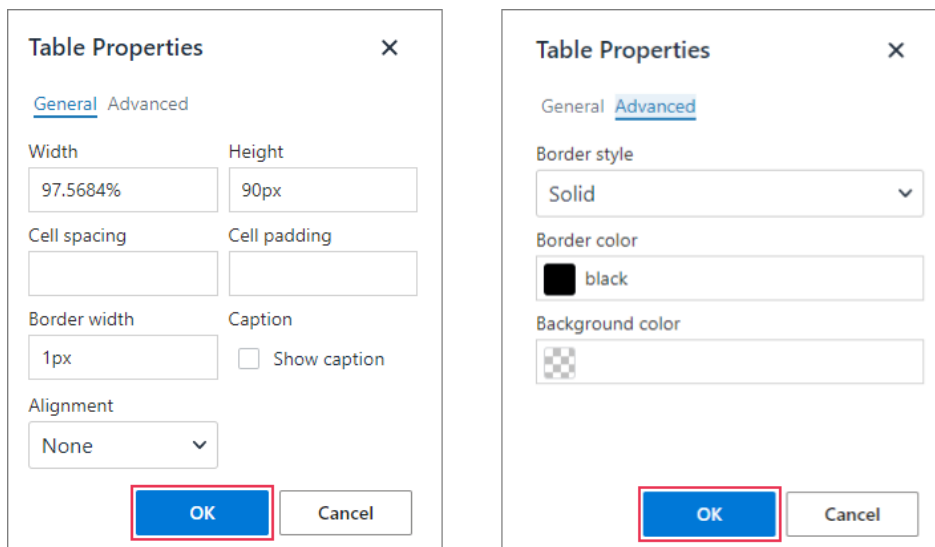 Table Properties
General Advanced
Width Height
97.5684% 90px
Cell spacing Cell padding
Border width Caption
1px Show caption
Alignment
None
OK Cancel
Table Properties
General Advanced
Border style
Solid
Border color
black
Background color
OK Cancel